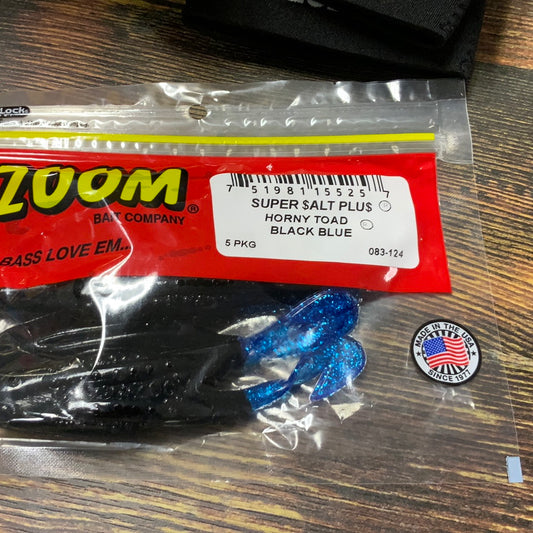 Lock
ZOOM®
BAIT COMPANY
BASS LOVE EM...
7 51981 15525 7
SUPER $ALT PLU$ ®
HORNY TOAD ®
BLACK BLUE
5 PKG
083-124
MADE IN THE USA
SINCE 1977